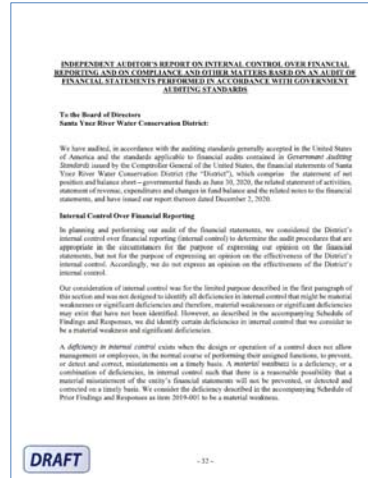 INDEPENDENT AUDITOR'S REPORT ON INTERNAL CONTROL OVER FINANCIAL
REPORTING AND ON COMPLIANCE AND OTHER MATTERS BASED ON AN AUDIT OF
FINANCIAL STATEMENTS PERFORMED IN ACCORDANCE WITH GOVERNMENT
AUDITING STANDARDS
To the Board of Directors
Santa Ynez River Water Conservation District:
We have audited, in accordance with the auditing standards generally accepted in the United States
of America and the standards applicable to financial audits contained in Government Auditing
Standards issued by the Comptroller General of the United States, the financial statements of Santa
Ynez River Water Conservation District (the "District"), which comprise the statement of net
position and balance sheet—governmental funds as June 30, 2020, the related statement of activities,
statement of revenue, expenditures and changes in fund balance and the related notes to the financial
statements, and have issued our report thereon dated December 2, 2020.
Internal Control Over Financial Reporting
In planning and performing our audit of the financial statements, we considered the District's
internal control over financial reporting (internal control) to determine the audit procedures that are
appropriate in the circumstances for the purpose of expressing our opinion on the financial
statements, but not for the purpose of expressing an opinion on the effectiveness of the District's
internal control. Accordingly, we do not express an opinion on the effectiveness of the District's
internal control.
Our consideration of internal control was for the limited purpose described in the first paragraph of
this section and was not designed to identify all deficiencies in internal control that might be material
weaknesses or significant deficiencies and therefore, material weaknesses or significant deficiencies
may exist that have not been identified. However, as described in the accompanying Schedule of
Findings and Responses, we did identify certain deficiencies in internal control that we consider to
be a material weakness and significant deficiencies.
A deficiency in internal control exists when the design or operation of a control does not allow
management or employees, in the normal course of performing their assigned functions, to prevent,
or detect and correct, misstatements on a timely basis. A material weakness is a deficiency, or a
combination of deficiencies, in internal control such that there is a reasonable possibility that a
material misstatement of the entity's financial statements will not be prevented, or detected and
corrected on a timely basis. We consider the deficiency described in the accompanying Schedule of
Prior Findings and Responses as item 2019-001 to be a material weakness.
DRAFT
- 32 -